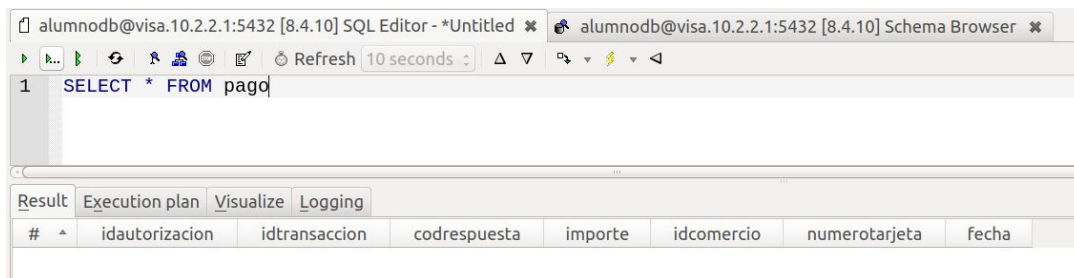 alumnodb@visa.10.2.2.1:5432 [8.4.10] SQL Editor - *Untitled alumnodb@visa.10.2.2.1:5432 [8.4.10] Schema Browser
Refresh 10 seconds
1 SELECT * FROM pago
Result Execution plan Visualize Logging
# idautorizacion idtransaccion codrespuesta importe idcomercio numerotarjeta fecha